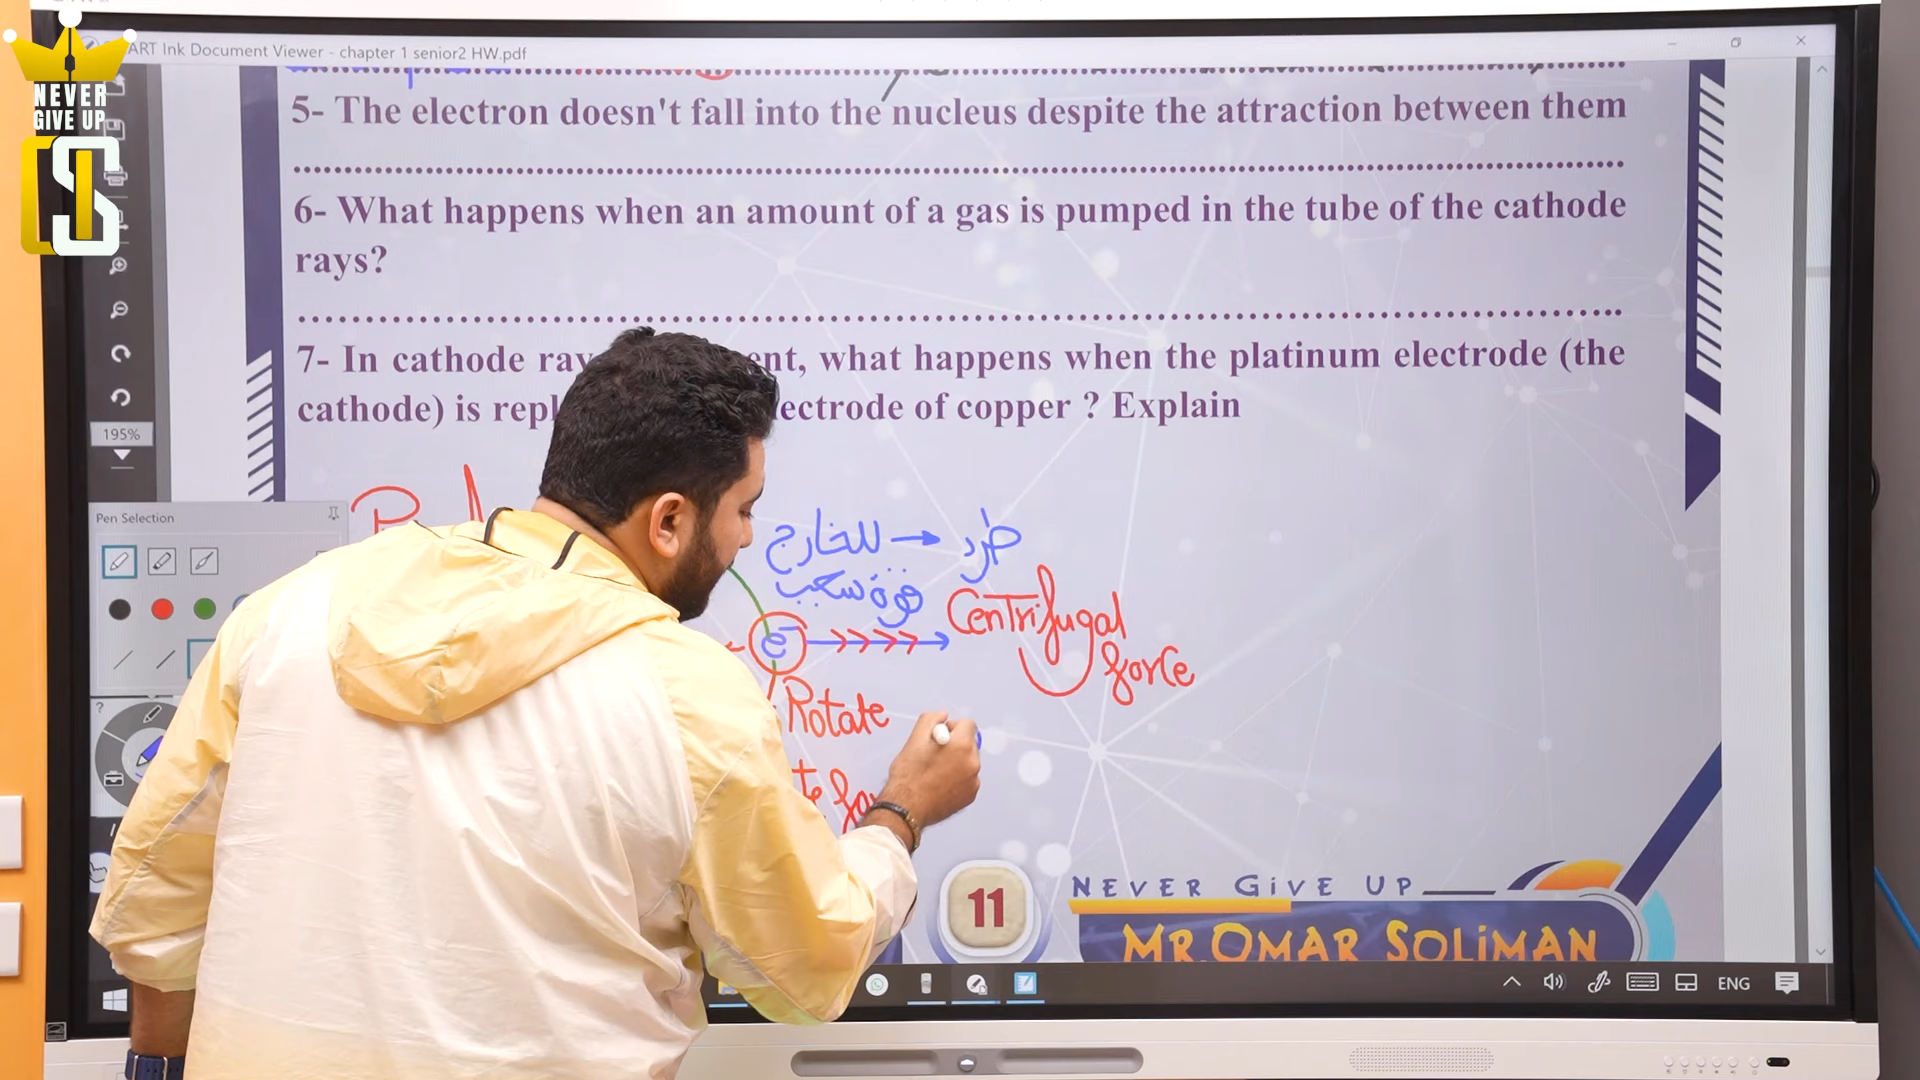 NEVER
GIVE UP
ART Ink Document Viewer - chapter 1 senior2 HW.pdf
5- The electron doesn't fall into the nucleus despite the attraction between them
6- What happens when an amount of a gas is pumped in the tube of the cathode
rays?
7- In cathode ray ent, what happens when the platinum electrode (the
cathode) is repl ectrode of copper ? Explain
195%
Pen Selection
للخارج → طرد
قوة سحب
Centrifugal
force
e-
Rotate
11
NEVER GiVE UP
MR.OMAR SOLiMAN
ENG